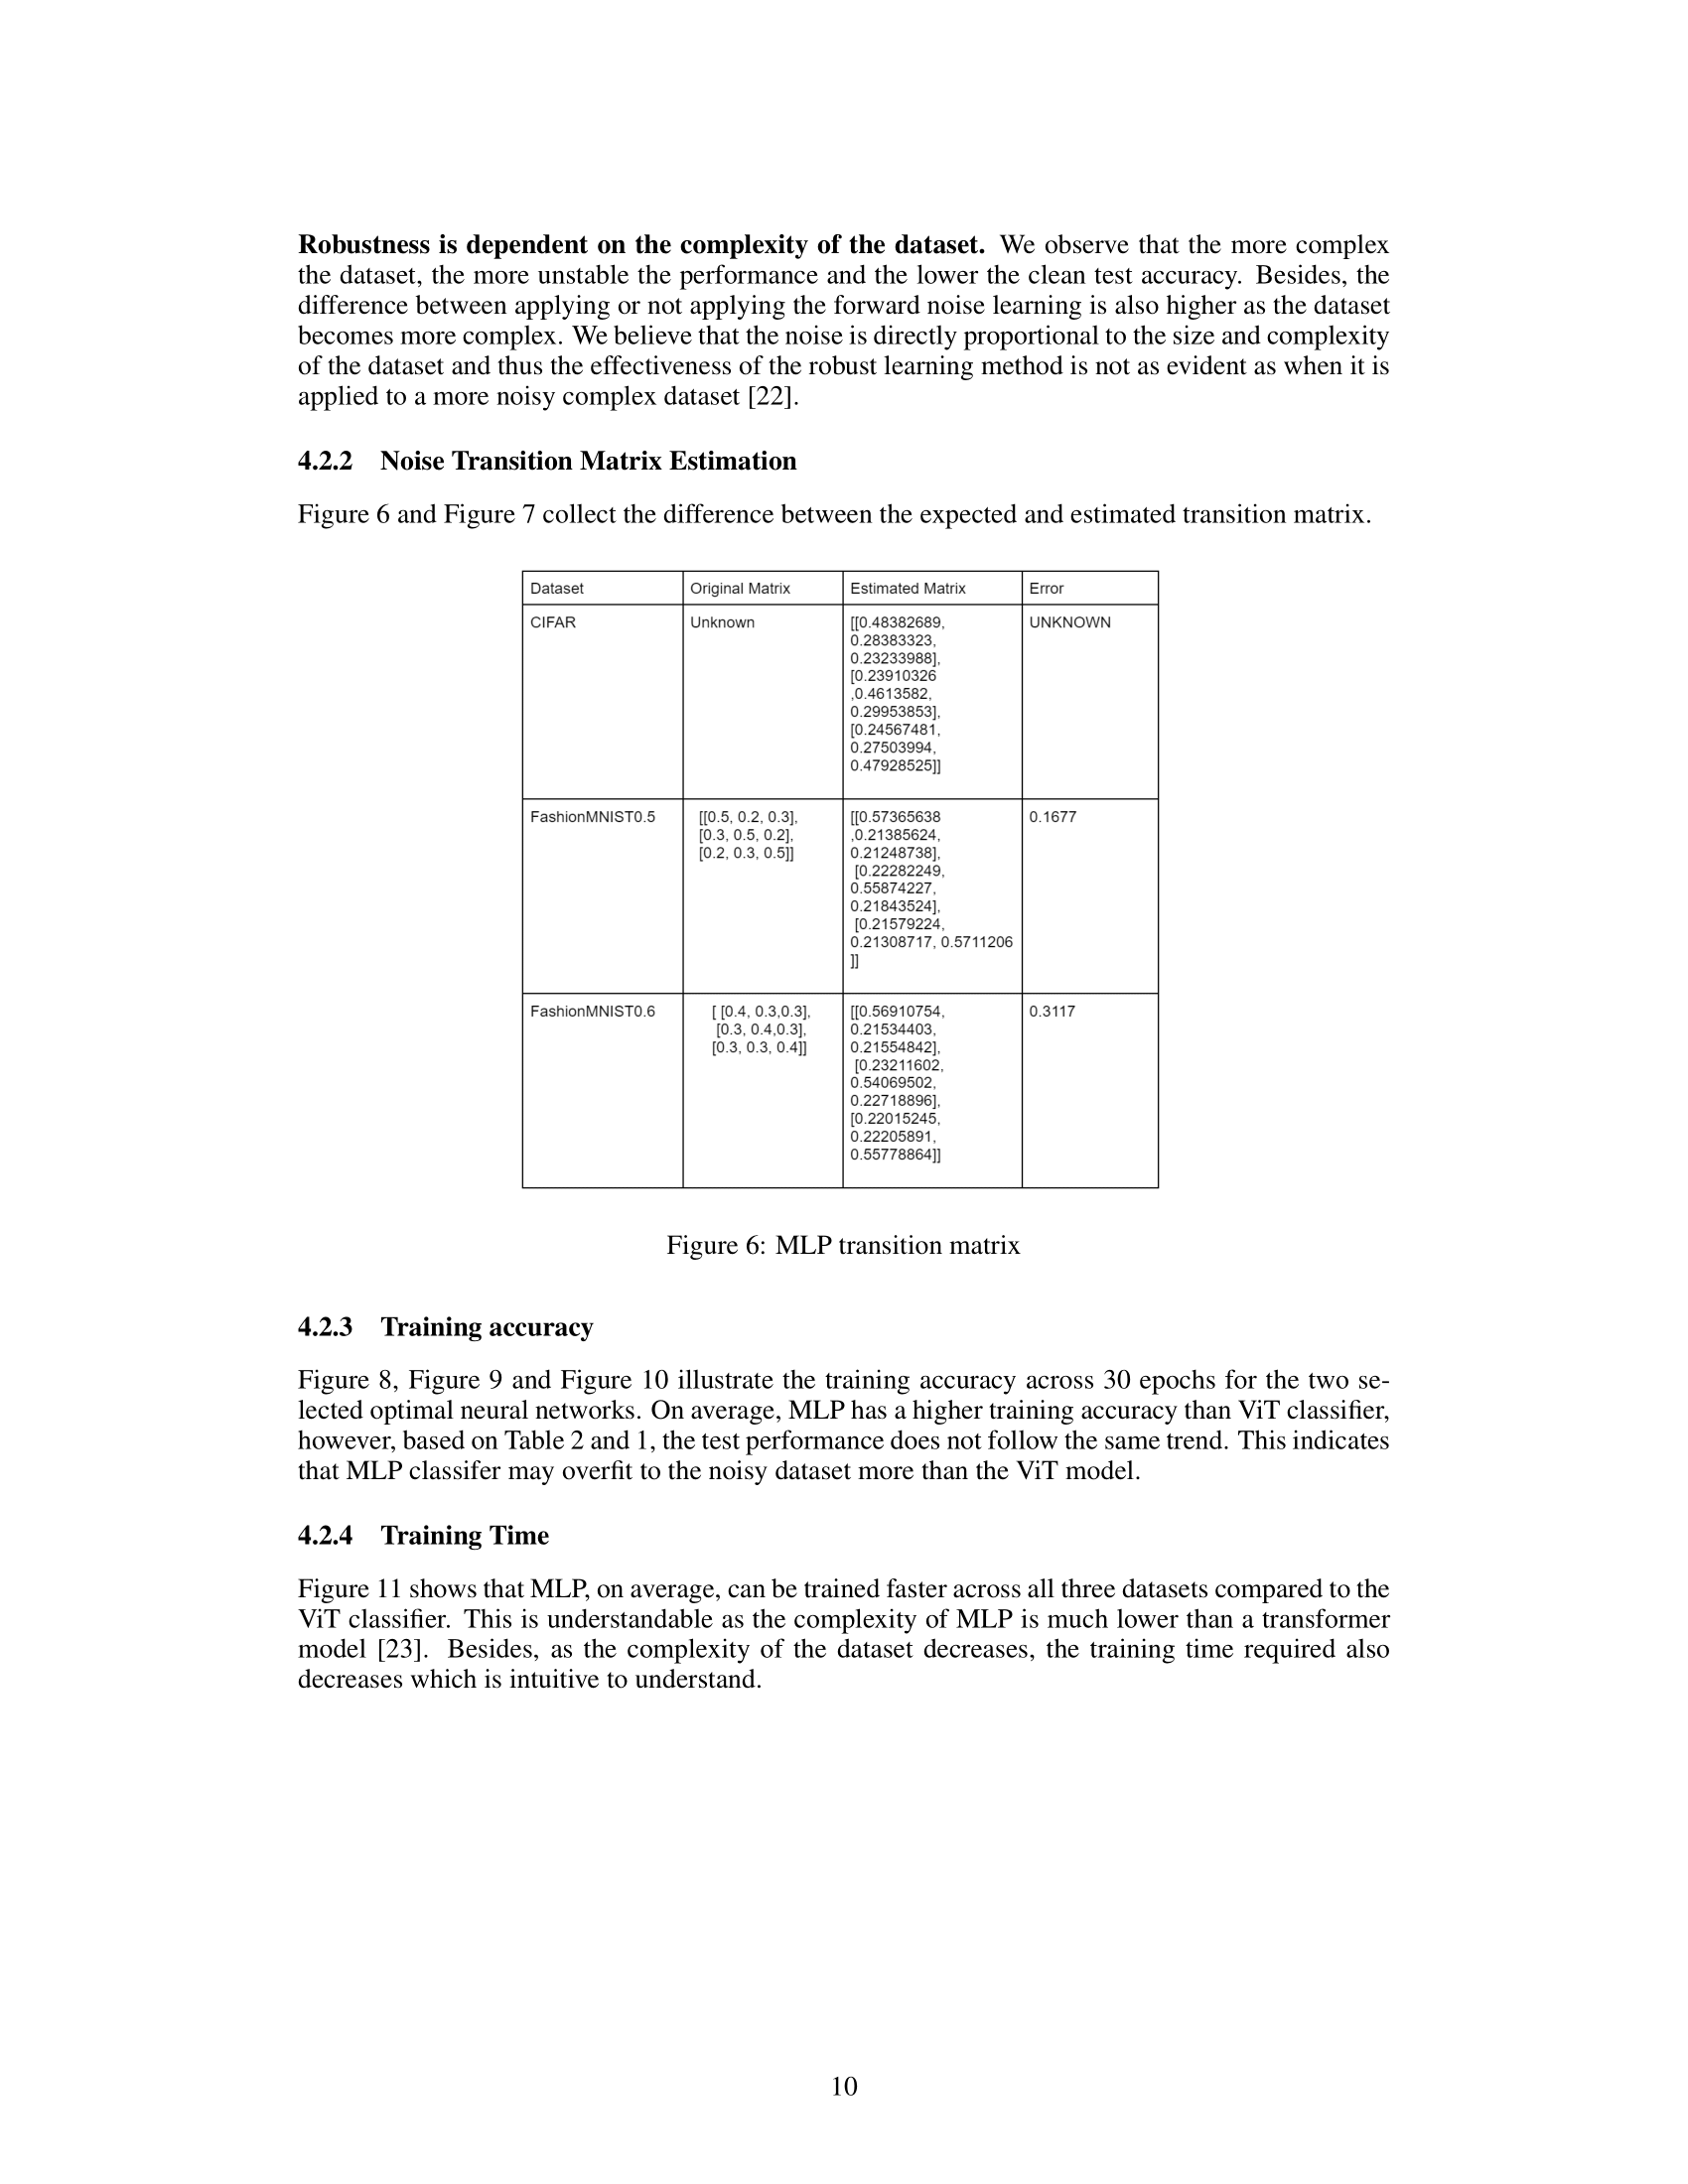 Robustness is dependent on the complexity of the dataset. We observe that the more complex
the dataset, the more unstable the performance and the lower the clean test accuracy. Besides, the
difference between applying or not applying the forward noise learning is also higher as the dataset
becomes more complex. We believe that the noise is directly proportional to the size and complexity
of the dataset and thus the effectiveness of the robust learning method is not as evident as when it is
applied to a more noisy complex dataset [22].
4.2.2 Noise Transition Matrix Estimation
Figure 6 and Figure 7 collect the difference between the expected and estimated transition matrix.
Dataset Original Matrix Estimated Matrix Error
CIFAR Unknown [[0.48382689, UNKNOWN
0.28383323,
0.23233988],
[0.23910326
,0.4613582,
0.29953853],
[0.24567481,
0.27503994,
0.47928525]]
FashionMNIST0.5 [[0.5, 0.2, 0.3], [[0.57365638 0.1677
[0.3, 0.5, 0.2], ,0.21385624,
[0.2, 0.3, 0.5]] 0.21248738],
[0.22282249,
0.55874227,
0.21843524],
[0.21579224,
0.21308717, 0.5711206
]]
FashionMNIST0.6 [ [0.4, 0.3,0.3], [[0.56910754, 0.3117
[0.3, 0.4,0.3], 0.21534403,
[0.3, 0.3, 0.4]] 0.21554842],
[0.23211602,
0.54069502,
0.22718896],
[0.22015245,
0.22205891,
0.55778864]]
Figure 6: MLP transition matrix
4.2.3 Training accuracy
Figure 8, Figure 9 and Figure 10 illustrate the training accuracy across 30 epochs for the two se-
lected optimal neural networks. On average, MLP has a higher training accuracy than ViT classifier,
however, based on Table 2 and 1, the test performance does not follow the same trend. This indicates
that MLP classifer may overfit to the noisy dataset more than the ViT model.
4.2.4 Training Time
Figure 11 shows that MLP, on average, can be trained faster across all three datasets compared to the
ViT classifier. This is understandable as the complexity of MLP is much lower than a transformer
model [23]. Besides, as the complexity of the dataset decreases, the training time required also
decreases which is intuitive to understand.
10